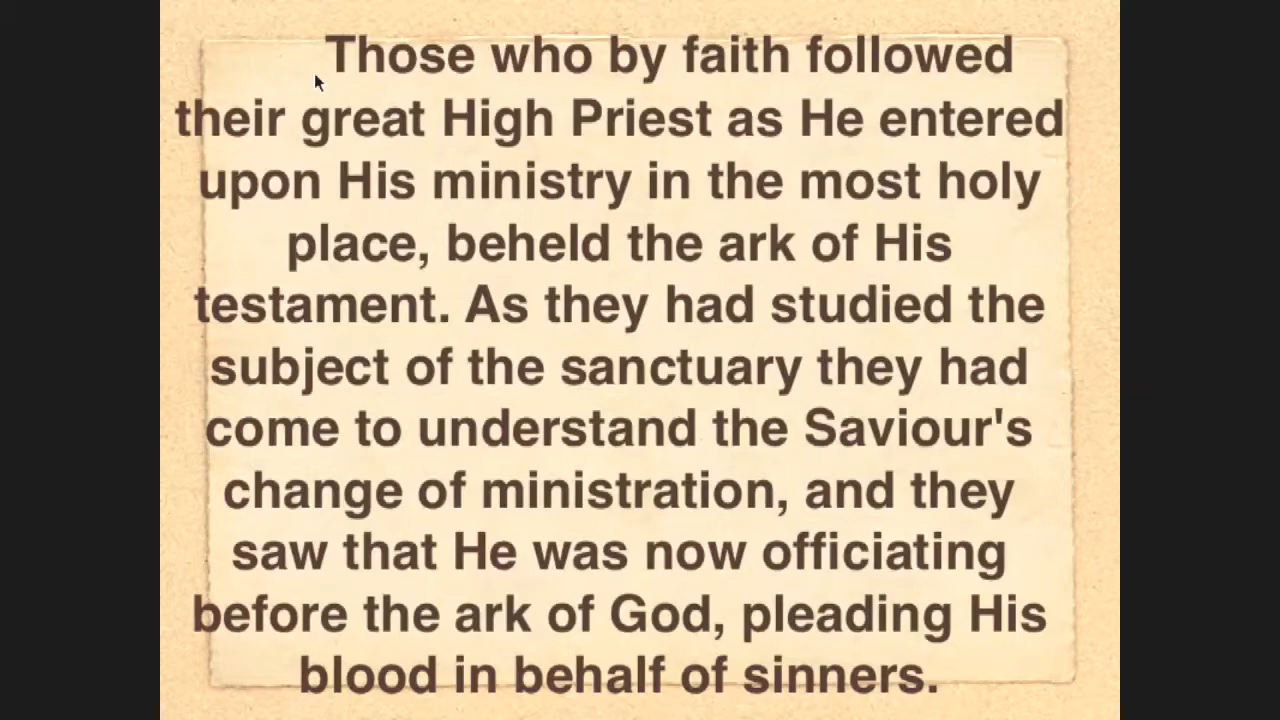 Those who by faith followed
their great High Priest as He entered
upon His ministry in the most holy
place, beheld the ark of His
testament. As they had studied the
subject of the sanctuary they had
come to understand the Saviour's
change of ministration, and they
saw that He was now officiating
before the ark of God, pleading His
blood in behalf of sinners.